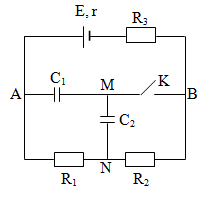 E, r R₃
C₁ M K
A B
C₂
N
R₁ R₂